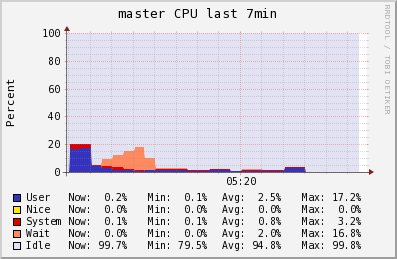 master CPU last 7min
RRDTOOL / TOBI OETIKER
Percent
100
80
60
40
20
0
05:20
User Now: 0.2% Min: 0.1% Avg: 2.5% Max: 17.2%
Nice Now: 0.0% Min: 0.0% Avg: 0.0% Max: 0.0%
System Now: 0.1% Min: 0.1% Avg: 0.8% Max: 3.2%
Wait Now: 0.0% Min: 0.0% Avg: 2.0% Max: 16.8%
Idle Now: 99.7% Min: 79.5% Avg: 94.8% Max: 99.8%